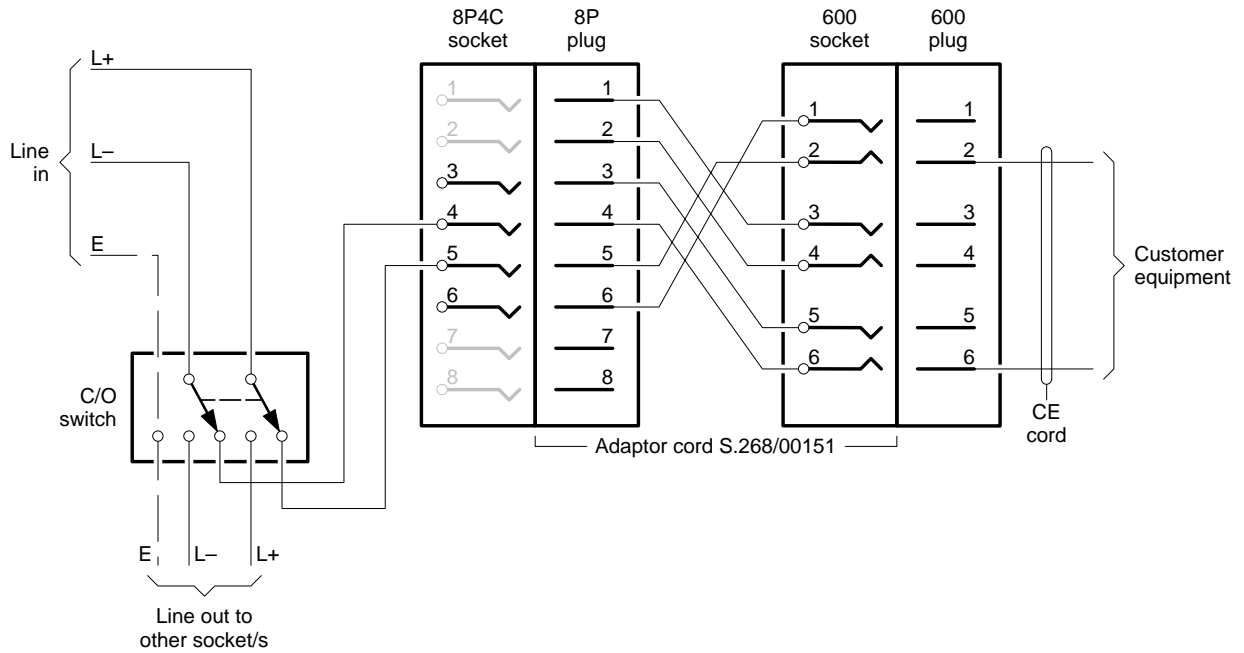 8P4C
socket
8P
plug
600
socket
600
plug
L+
L–
E
Line
in
1
2
3
4
5
6
7
8
1
2
3
4
5
6
7
8
1
2
3
4
5
6
1
2
3
4
5
6
Customer
equipment
C/O
switch
CE
cord
Adaptor cord S.268/00151
E
L–
L+
Line out to
other socket/s